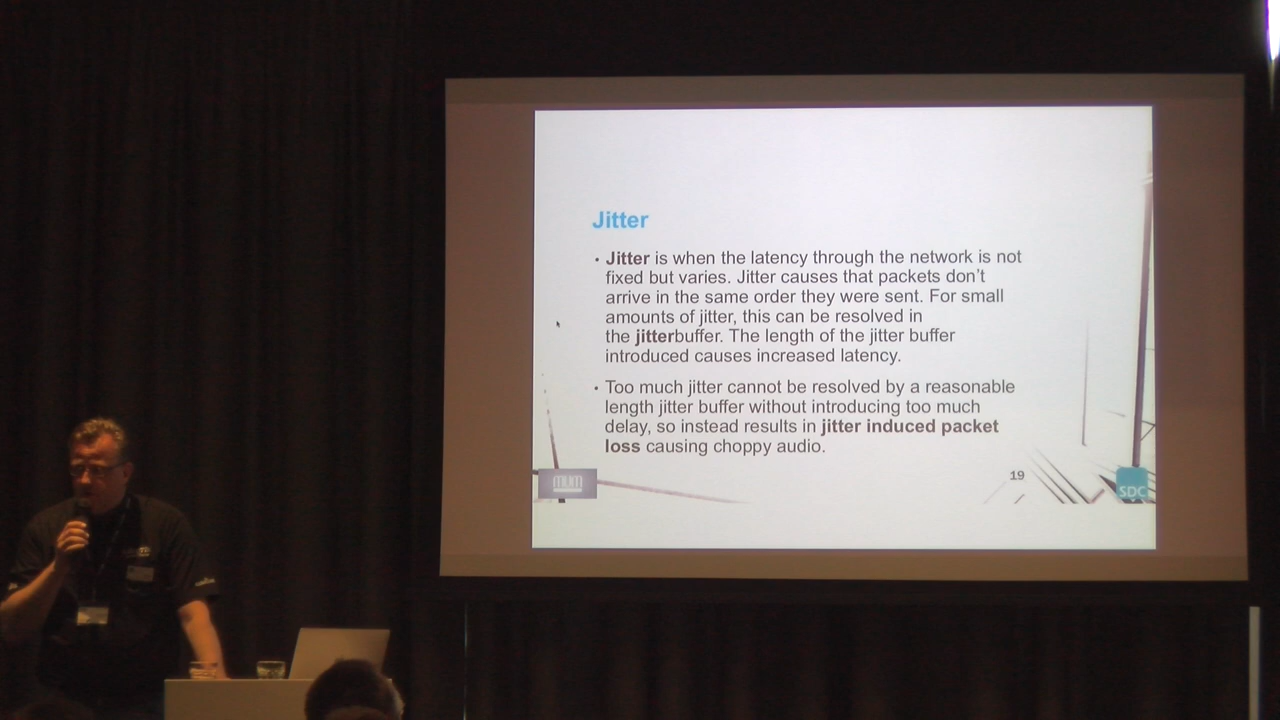 Jitter
• Jitter is when the latency through the network is not
fixed but varies. Jitter causes that packets don't
arrive in the same order they were sent. For small
amounts of jitter, this can be resolved in
the jitterbuffer. The length of the jitter buffer
introduced causes increased latency.
• Too much jitter cannot be resolved by a reasonable
length jitter buffer without introducing too much
delay, so instead results in jitter induced packet
loss causing choppy audio.
19
SDC